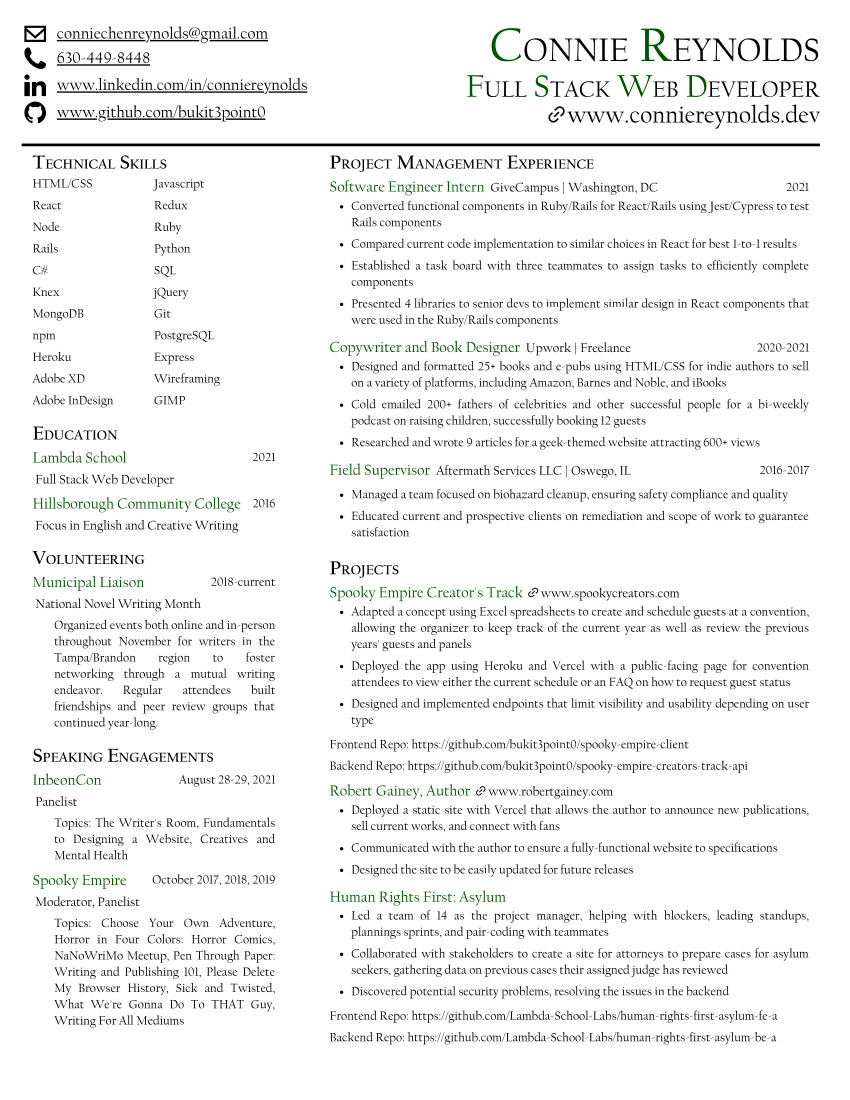 conniechenreynolds@gmail.com
630-449-8448
www.linkedin.com/in/conniereynolds
www.github.com/bukit3point0
Connie Reynolds
Full Stack Web Developer
www.conniereynolds.dev
Technical Skills
HTML/CSS Javascript
React Redux
Node Ruby
Rails Python
C# SQL
Knex jQuery
MongoDB Git
npm PostgreSQL
Heroku Express
Adobe XD Wireframing
Adobe InDesign GIMP
Education
Lambda School 2021
Full Stack Web Developer
Hillsborough Community College 2016
Focus in English and Creative Writing
Volunteering
Municipal Liaison 2018-current
National Novel Writing Month
Organized events both online and in-person
throughout November for writers in the
Tampa/Brandon region to foster
networking through a mutual writing
endeavor. Regular attendees built
friendships and peer review groups that
continued year-long.
Speaking Engagements
InbeonCon August 28-29, 2021
Panelist
Topics: The Writer's Room, Fundamentals
to Designing a Website, Creatives and
Mental Health
Spooky Empire October 2017, 2018, 2019
Moderator, Panelist
Topics: Choose Your Own Adventure,
Horror in Four Colors: Horror Comics,
NaNoWriMo Meetup, Pen Through Paper:
Writing and Publishing 101, Please Delete
My Browser History, Sick and Twisted,
What We're Gonna Do To THAT Guy,
Writing For All Mediums
Project Management Experience
Software Engineer Intern GiveCampus | Washington, DC 2021
• Converted functional components in Ruby/Rails for React/Rails using Jest/Cypress to test
Rails components
• Compared current code implementation to similar choices in React for best 1-to-1 results
• Established a task board with three teammates to assign tasks to efficiently complete
components
• Presented 4 libraries to senior devs to implement similar design in React components that
were used in the Ruby/Rails components
Copywriter and Book Designer Upwork | Freelance 2020-2021
• Designed and formatted 25+ books and e-pubs using HTML/CSS for indie authors to sell
on a variety of platforms, including Amazon, Barnes and Noble, and iBooks
• Cold emailed 200+ fathers of celebrities and other successful people for a bi-weekly
podcast on raising children, successfully booking 12 guests
• Researched and wrote 9 articles for a geek-themed website attracting 600+ views
Field Supervisor Aftermath Services LLC | Oswego, IL 2016-2017
• Managed a team focused on biohazard cleanup, ensuring safety compliance and quality
• Educated current and prospective clients on remediation and scope of work to guarantee
satisfaction
Projects
Spooky Empire Creator's Track www.spookycreators.com
• Adapted a concept using Excel spreadsheets to create and schedule guests at a convention,
allowing the organizer to keep track of the current year as well as review the previous
years' guests and panels
• Deployed the app using Heroku and Vercel with a public-facing page for convention
attendees to view either the current schedule or an FAQ on how to request guest status
• Designed and implemented endpoints that limit visibility and usability depending on user
type
Frontend Repo: https://github.com/bukit3point0/spooky-empire-client
Backend Repo: https://github.com/bukit3point0/spooky-empire-creators-track-api
Robert Gainey, Author www.robertgainey.com
• Deployed a static site with Vercel that allows the author to announce new publications,
sell current works, and connect with fans
• Communicated with the author to ensure a fully-functional website to specifications
• Designed the site to be easily updated for future releases
Human Rights First: Asylum
• Led a team of 14 as the project manager, helping with blockers, leading standups,
plannings sprints, and pair-coding with teammates
• Collaborated with stakeholders to create a site for attorneys to prepare cases for asylum
seekers, gathering data on previous cases their assigned judge has reviewed
• Discovered potential security problems, resolving the issues in the backend
Frontend Repo: https://github.com/Lambda-School-Labs/human-rights-first-asylum-fe-a
Backend Repo: https://github.com/Lambda-School-Labs/human-rights-first-asylum-be-a